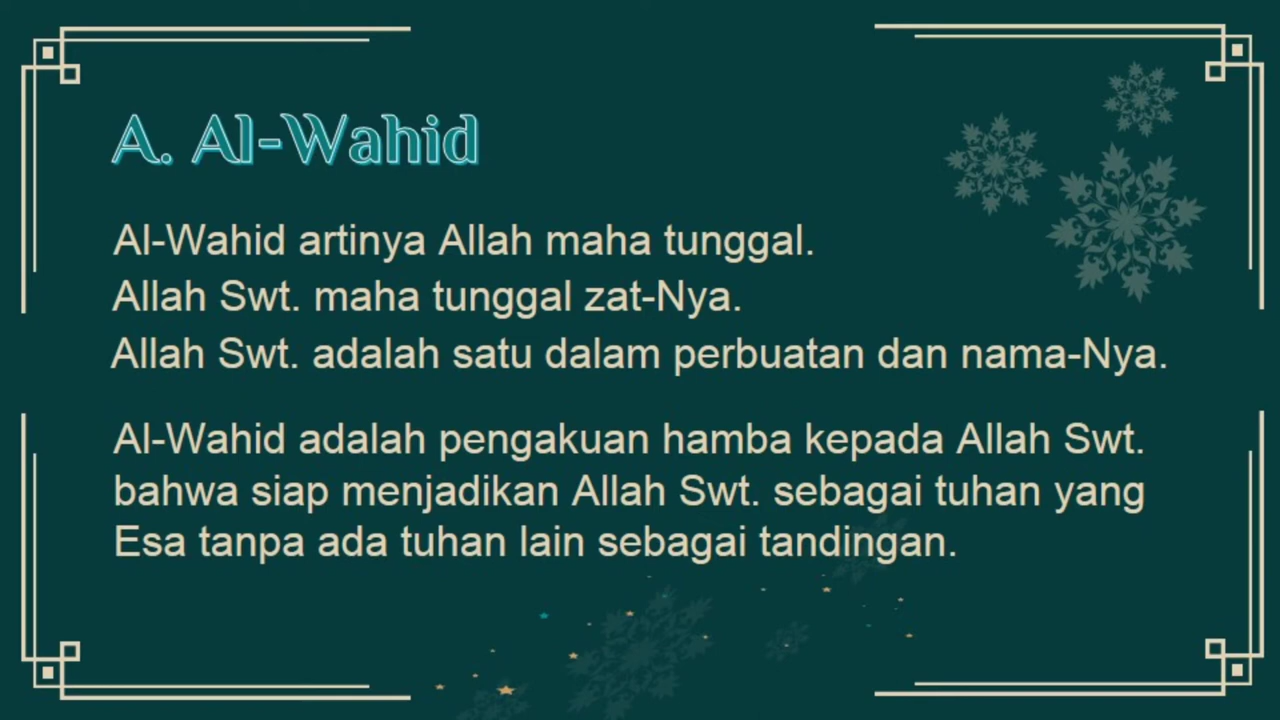 A. Al-Wahid
Al-Wahid artinya Allah maha tunggal.
Allah Swt. maha tunggal zat-Nya.
Allah Swt. adalah satu dalam perbuatan dan nama-Nya.
Al-Wahid adalah pengakuan hamba kepada Allah Swt.
bahwa siap menjadikan Allah Swt. sebagai tuhan yang
Esa tanpa ada tuhan lain sebagai tandingan.